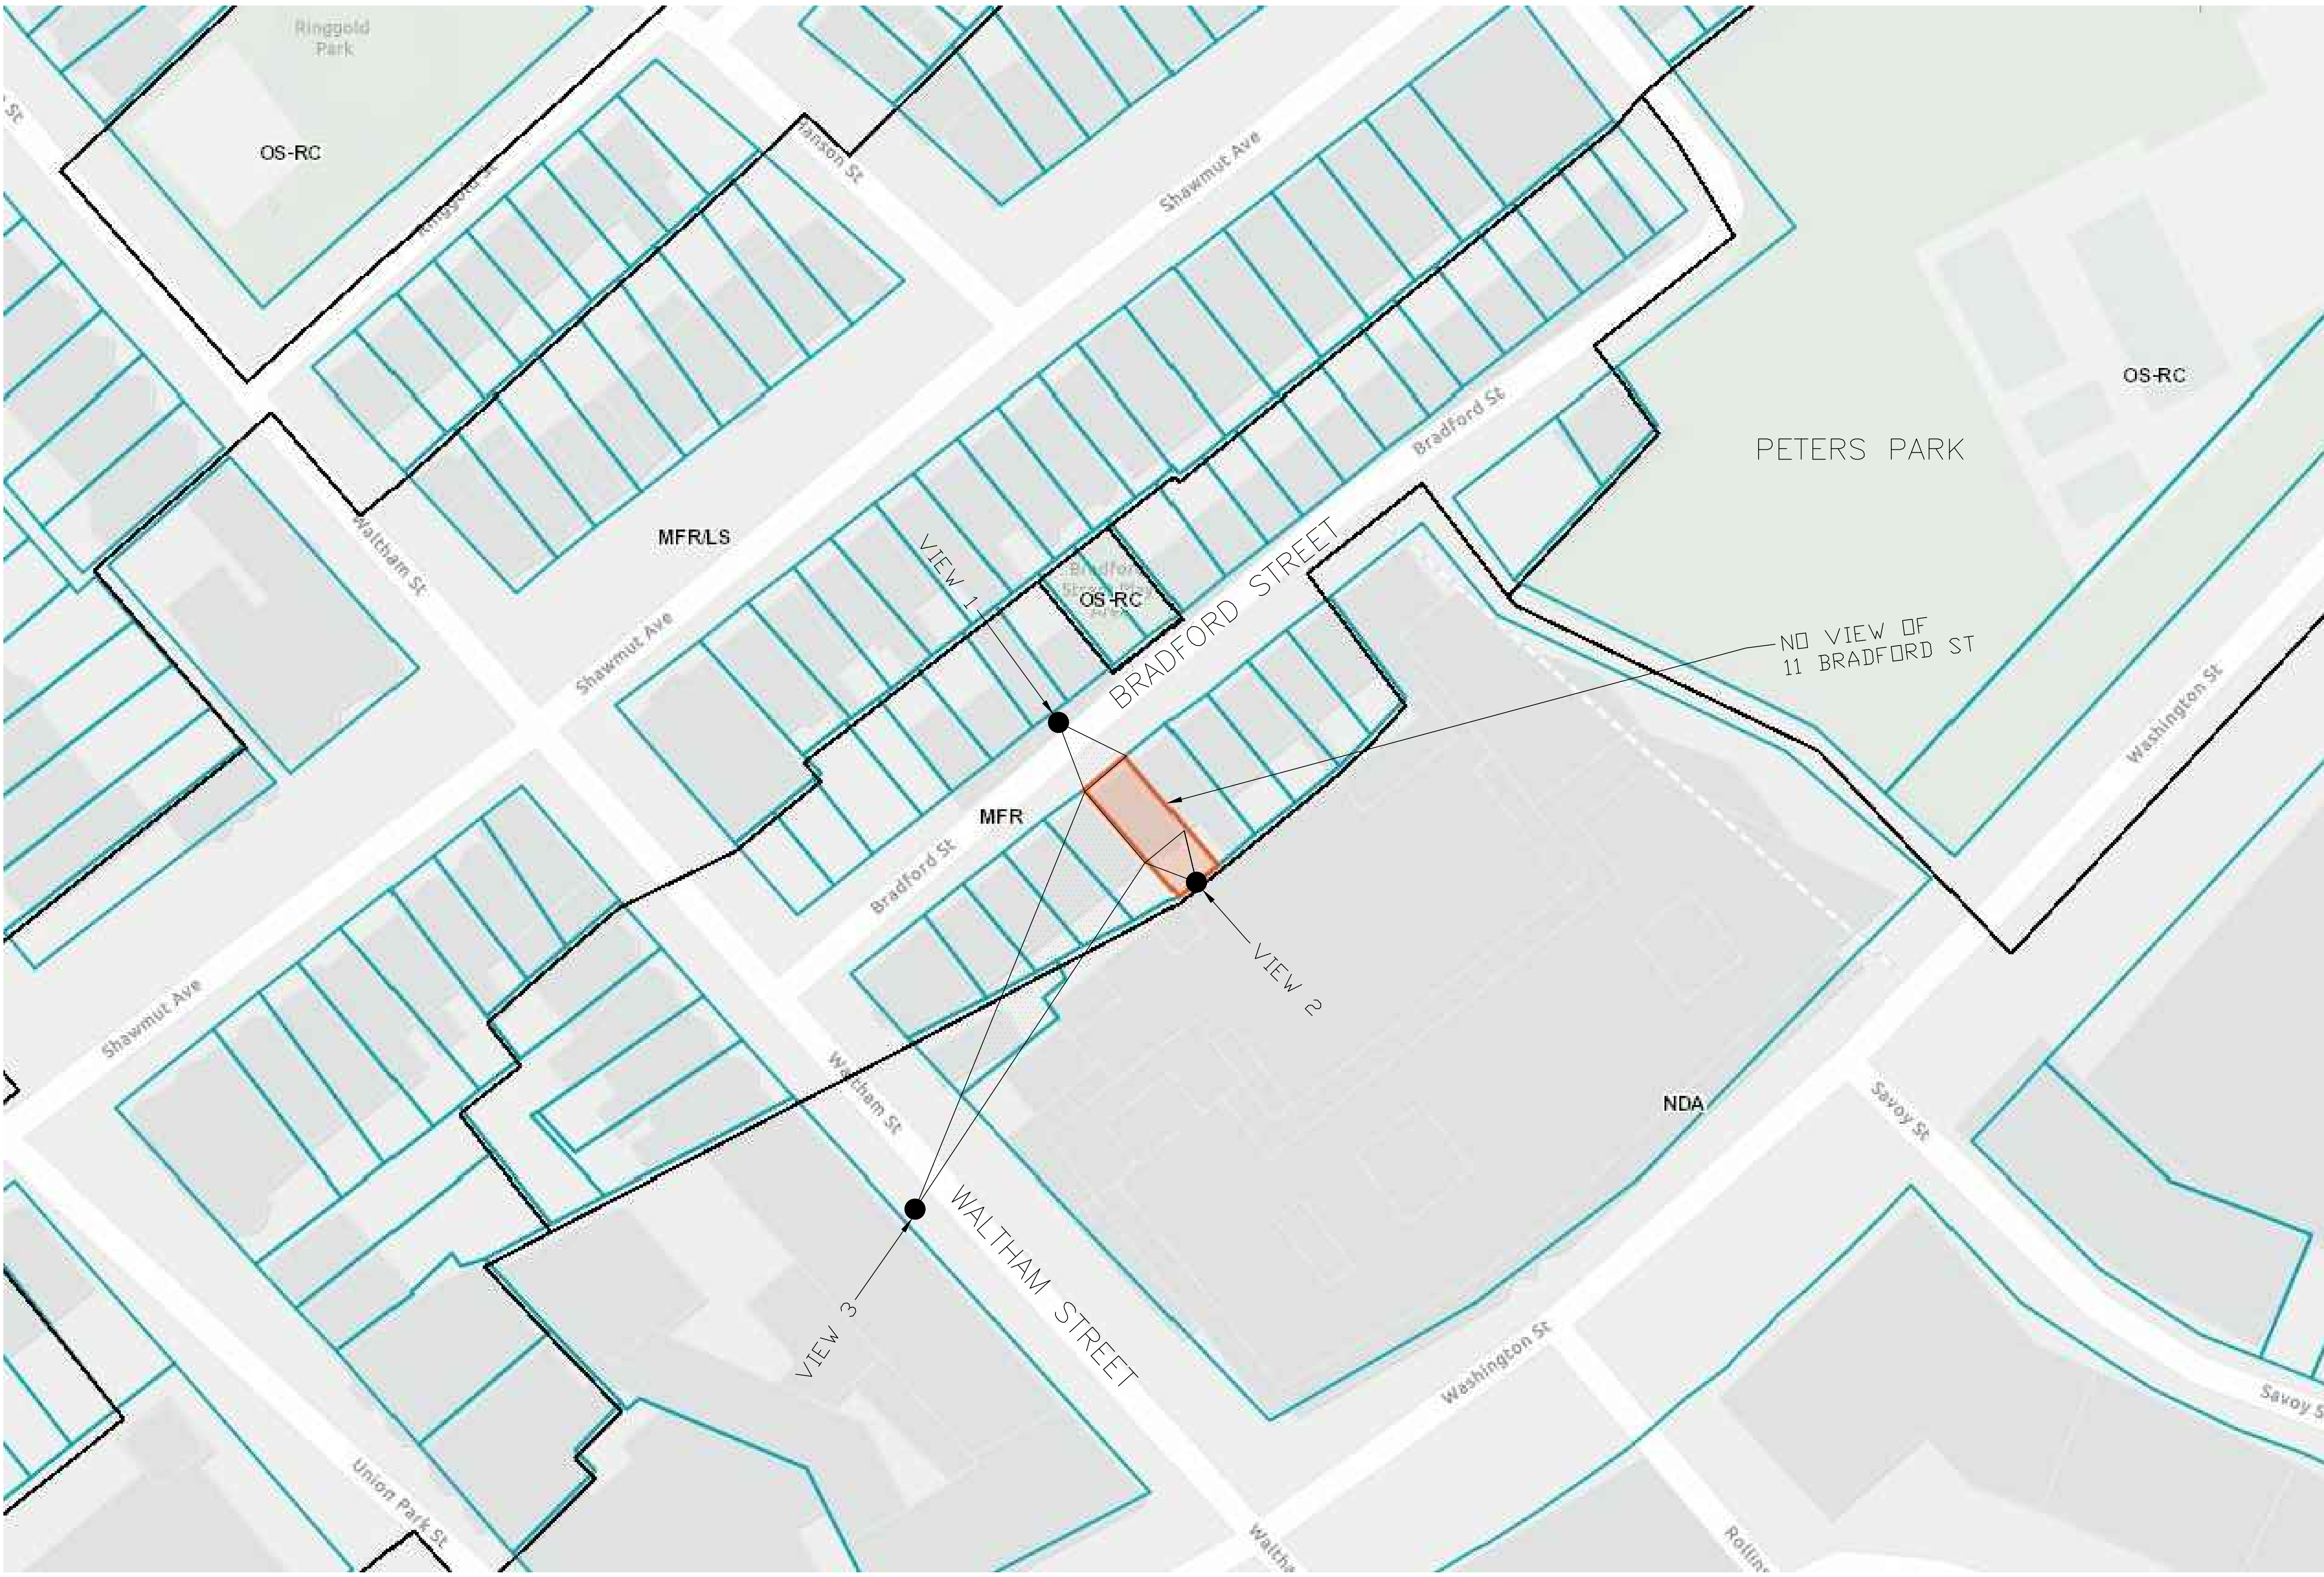 Ringgold
Park
OS-RC
Ringgold St
Hanson St
Shawmut Ave
OS-RC
PETERS PARK
Bradford St
Waltham St
MFR/LS
VIEW 1
Bradford
OS-RC
BRADFORD STREET
NO VIEW OF
11 BRADFORD ST
Shawmut Ave
Washington St
MFR
Bradford St
VIEW 2
Shawmut Ave
Waltham St
NDA
Savoy St
WALTHAM STREET
VIEW 3
Washington St
Savoy S
Union Park St
Waltha
Rollins